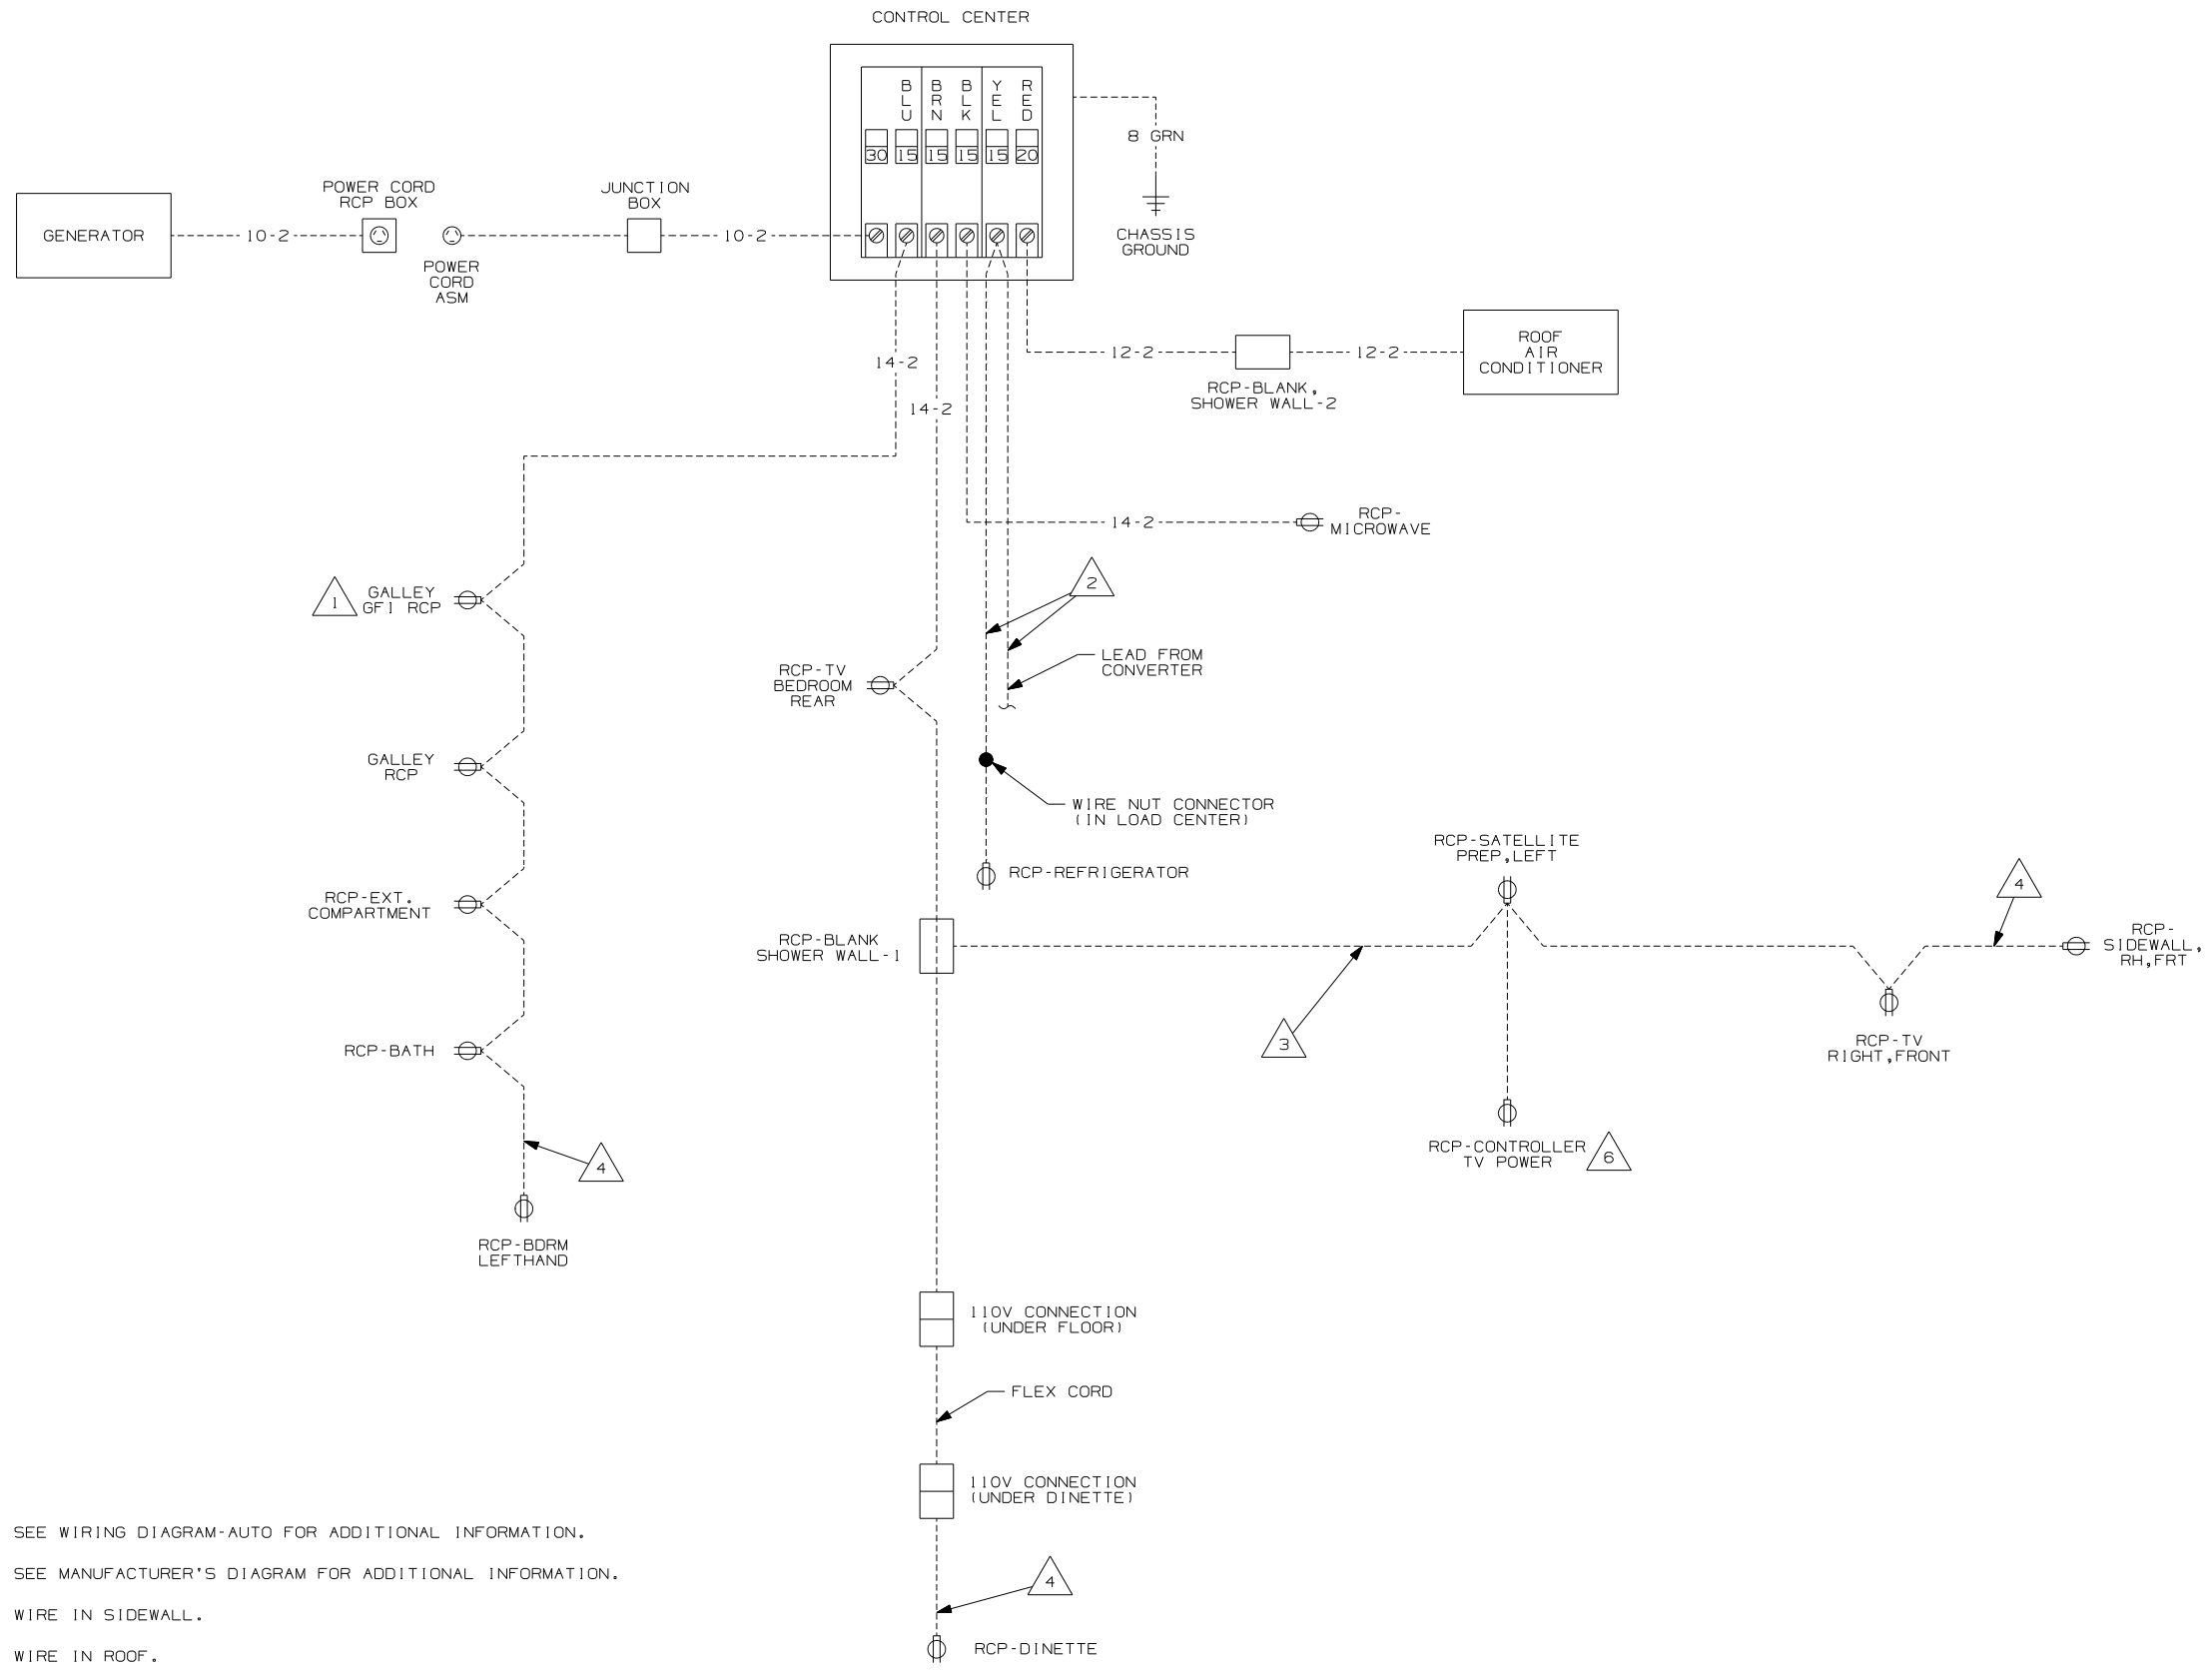 CONTROL CENTER
BLU
BRN
BLK
YEL
RED
30
15
15
15
15
20
8 GRN
CHASSIS
GROUND
GENERATOR
10-2
POWER CORD
RCP BOX
POWER
CORD
ASM
JUNCTION
BOX
10-2
14-2
14-2
12-2
RCP-BLANK,
SHOWER WALL-2
12-2
ROOF
AIR
CONDITIONER
14-2
RCP-
MICROWAVE
1
GALLEY
GFI RCP
2
LEAD FROM
CONVERTER
RCP-TV
BEDROOM
REAR
GALLEY
RCP
WIRE NUT CONNECTOR
(IN LOAD CENTER)
RCP-REFRIGERATOR
RCP-EXT.
COMPARTMENT
RCP-BLANK
SHOWER WALL-1
RCP-SATELLITE
PREP,LEFT
4
RCP-
SIDEWALL,
RH,FRT
3
RCP-TV
RIGHT,FRONT
RCP-BATH
4
RCP-CONTROLLER
TV POWER
6
RCP-BDRM
LEFTHAND
110V CONNECTION
(UNDER FLOOR)
FLEX CORD
110V CONNECTION
(UNDER DINETTE)
4
RCP-DINETTE
SEE WIRING DIAGRAM-AUTO FOR ADDITIONAL INFORMATION.
SEE MANUFACTURER'S DIAGRAM FOR ADDITIONAL INFORMATION.
WIRE IN SIDEWALL.
WIRE IN ROOF.